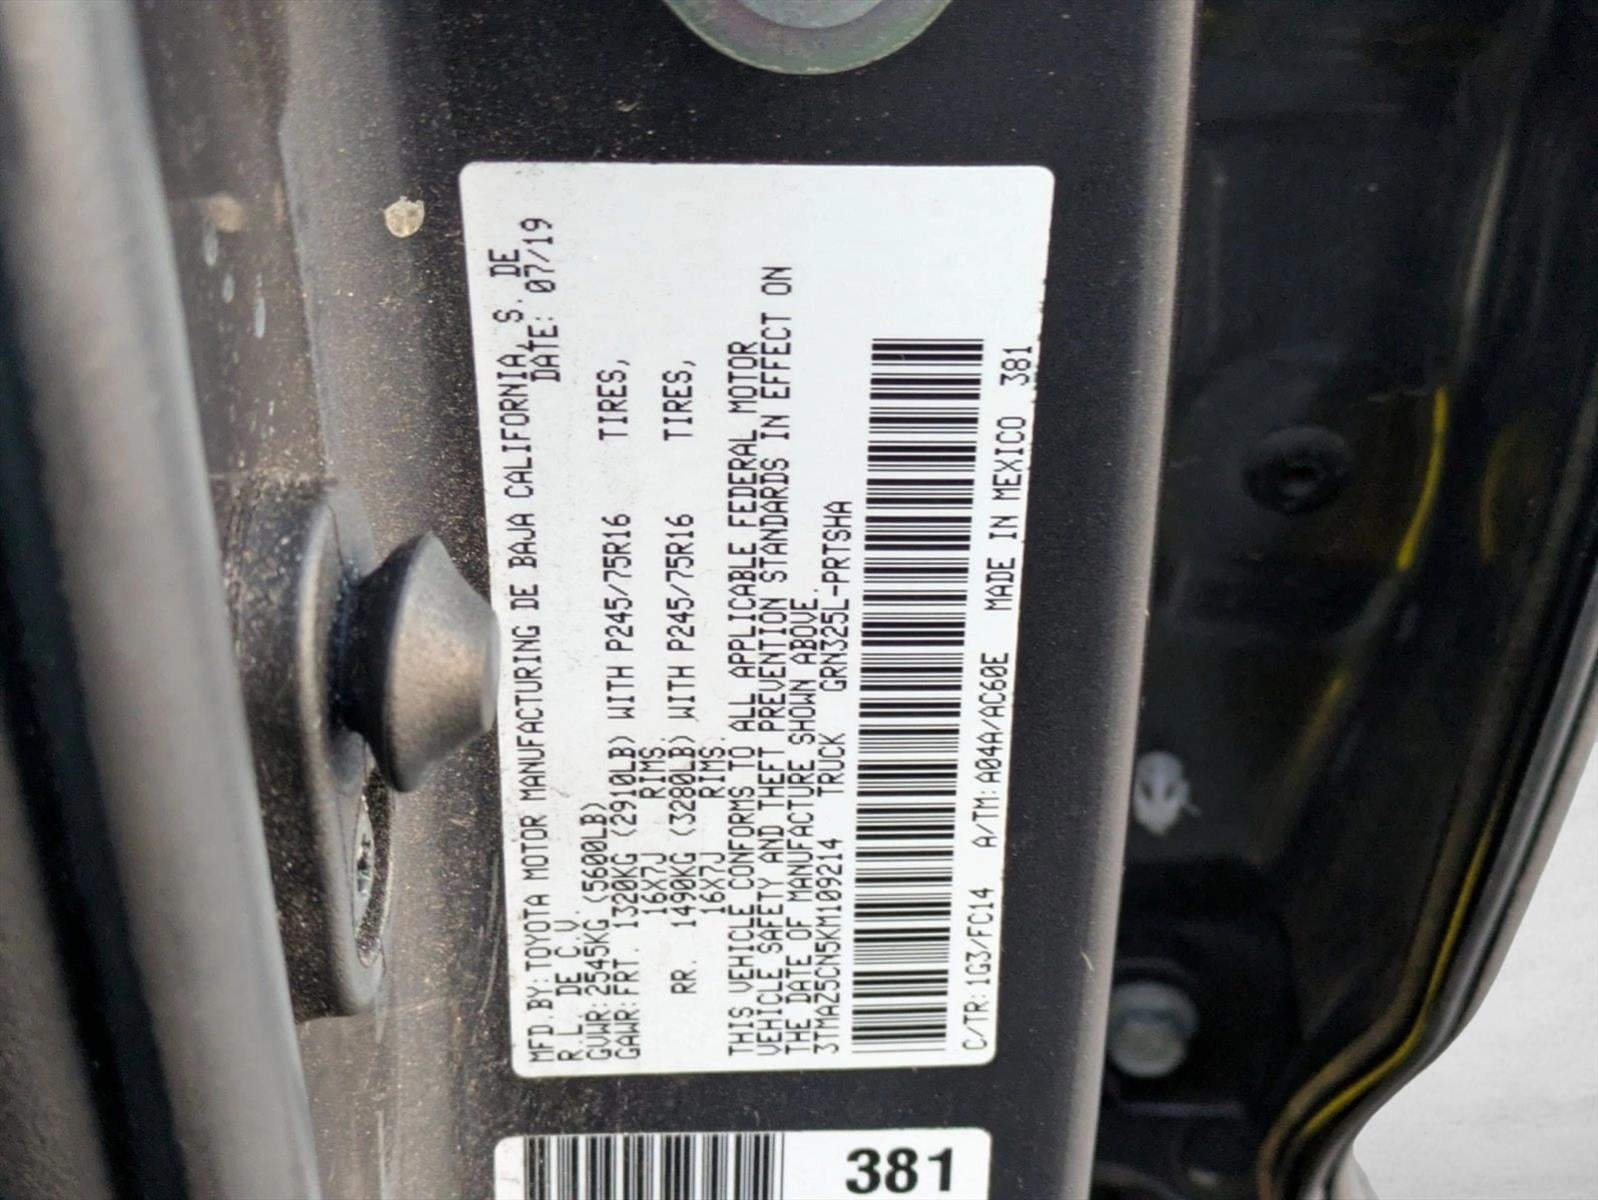 MFD.BY: TOYOTA MOTOR MANUFACTURING DE BAJA CALIFORNIA, S. DE
R.L. DE C.V. DATE: 07/19
GVWR: 2545KG (5600LB)
GAWR: FRT. 1320KG (2910LB) WITH P245/75R16 TIRES,
16X7J RIMS.
RR. 1490KG (3280LB) WITH P245/75R16 TIRES,
16X7J RIMS.
THIS VEHICLE CONFORMS TO ALL APPLICABLE FEDERAL MOTOR
VEHICLE SAFETY AND THEFT PREVENTION STANDARDS IN EFFECT ON
THE DATE OF MANUFACTURE SHOWN ABOVE.
3TMAZ5CN5KM109214 TRUCK GRN325L-PRTSHA
C/TR: 1G3/FC14 A/TM: A04A/AC60E MADE IN MEXICO 381
381